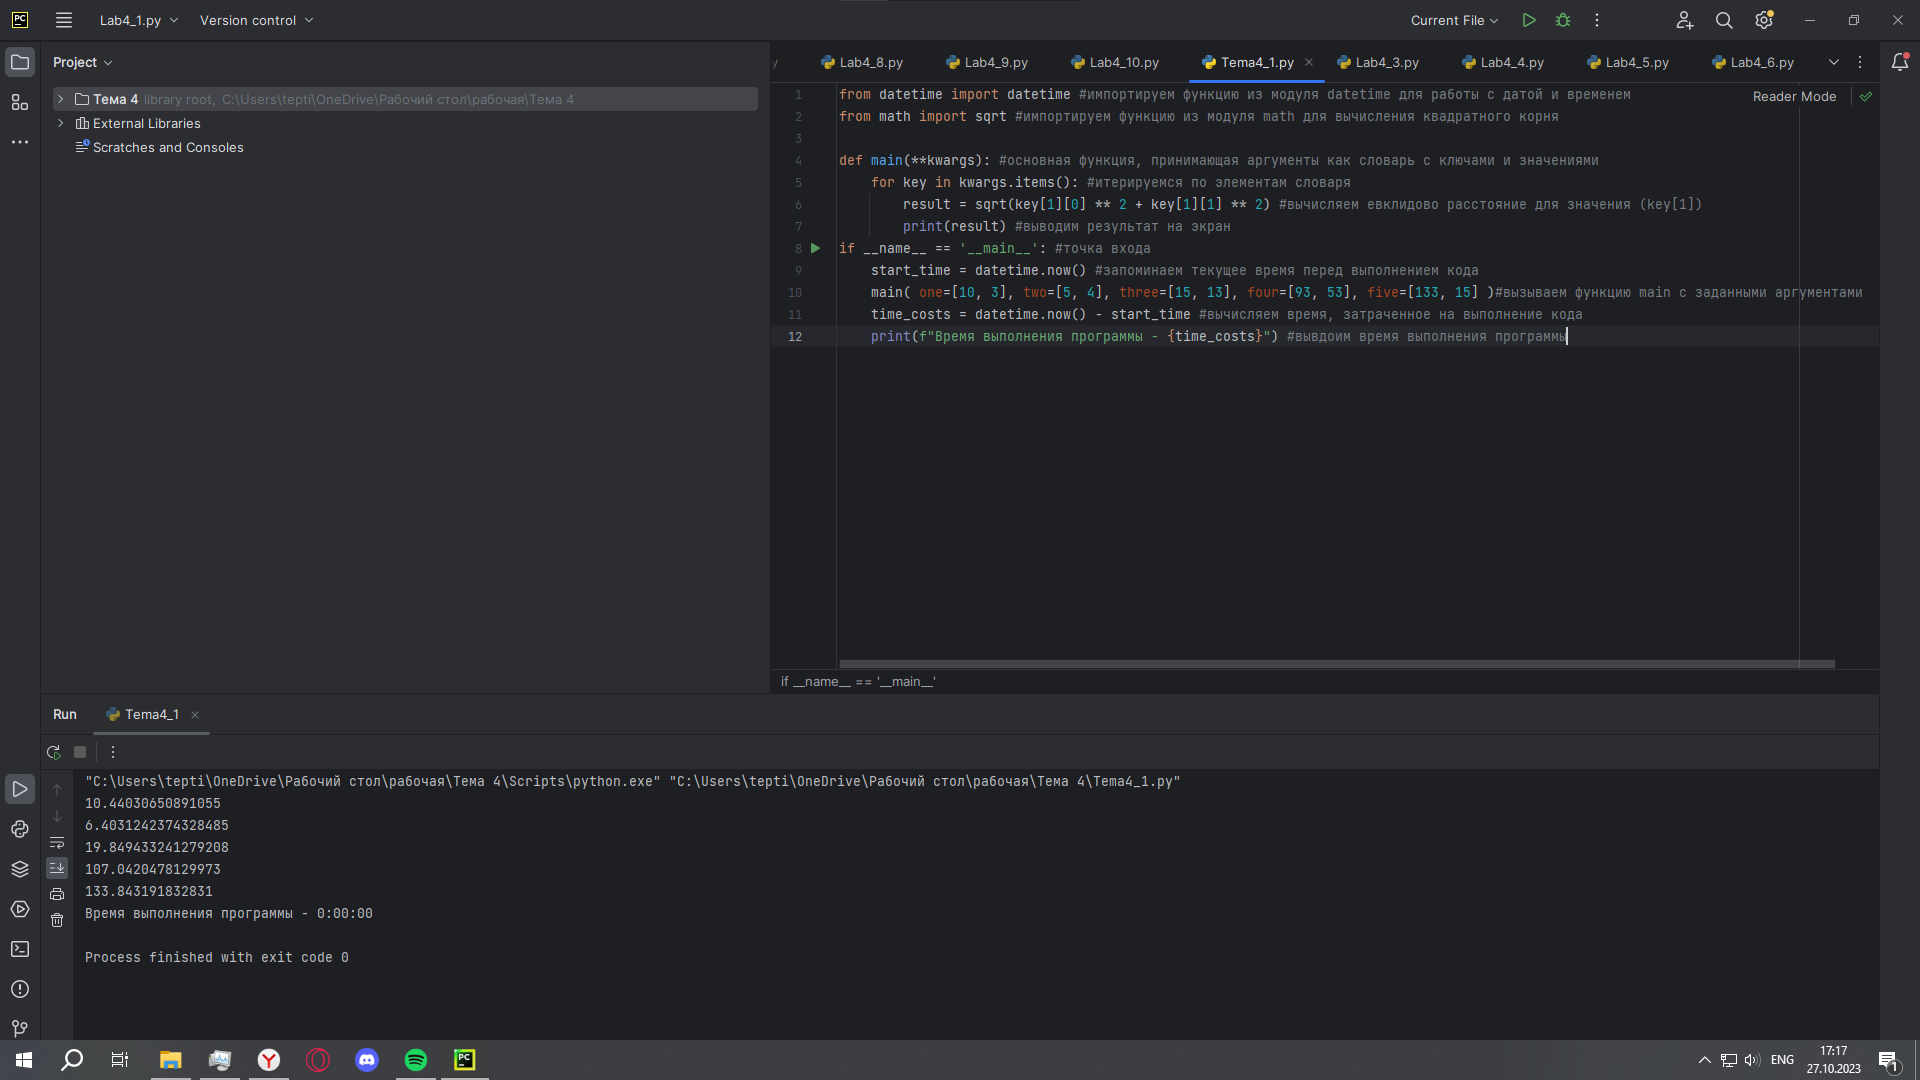 PC Lab4_1.py Version control Current File
Project
Тема 4 library root, C:\Users\tepti\OneDrive\Рабочий стол\рабочая\Тема 4
External Libraries
Scratches and Consoles
y Lab4_8.py Lab4_9.py Lab4_10.py Tema4_1.py Lab4_3.py Lab4_4.py Lab4_5.py Lab4_6.py
Reader Mode
1 from datetime import datetime #импортируем функцию из модуля datetime для работы с датой и временем
2 from math import sqrt #импортируем функцию из модуля math для вычисления квадратного корня
3
4 def main(**kwargs): #основная функция, принимающая аргументы как словарь с ключами и значениями
5 for key in kwargs.items(): #итерируемся по элементам словаря
6 result = sqrt(key[1][0] ** 2 + key[1][1] ** 2) #вычисляем евклидово расстояние для значения (key[1])
7 print(result) #выводим результат на экран
8 if __name__ == '__main__': #точка входа
9 start_time = datetime.now() #запоминаем текущее время перед выполнением кода
10 main( one=[10, 3], two=[5, 4], three=[15, 13], four=[93, 53], five=[133, 15] )#вызываем функцию main с заданными аргументами
11 time_costs = datetime.now() - start_time #вычисляем время, затраченное на выполнение кода
12 print(f"Время выполнения программы - {time_costs}") #вывдоим время выполнения программы
if __name__ == '__main__'
Run Tema4_1
"C:\Users\tepti\OneDrive\Рабочий стол\рабочая\Тема 4\Scripts\python.exe" "C:\Users\tepti\OneDrive\Рабочий стол\рабочая\Тема 4\Tema4_1.py"
10.44030650891055
6.4031242374328485
19.849433241279208
107.0420478129973
133.843191832831
Время выполнения программы - 0:00:00
Process finished with exit code 0
PC
ENG
17:17
27.10.2023
1